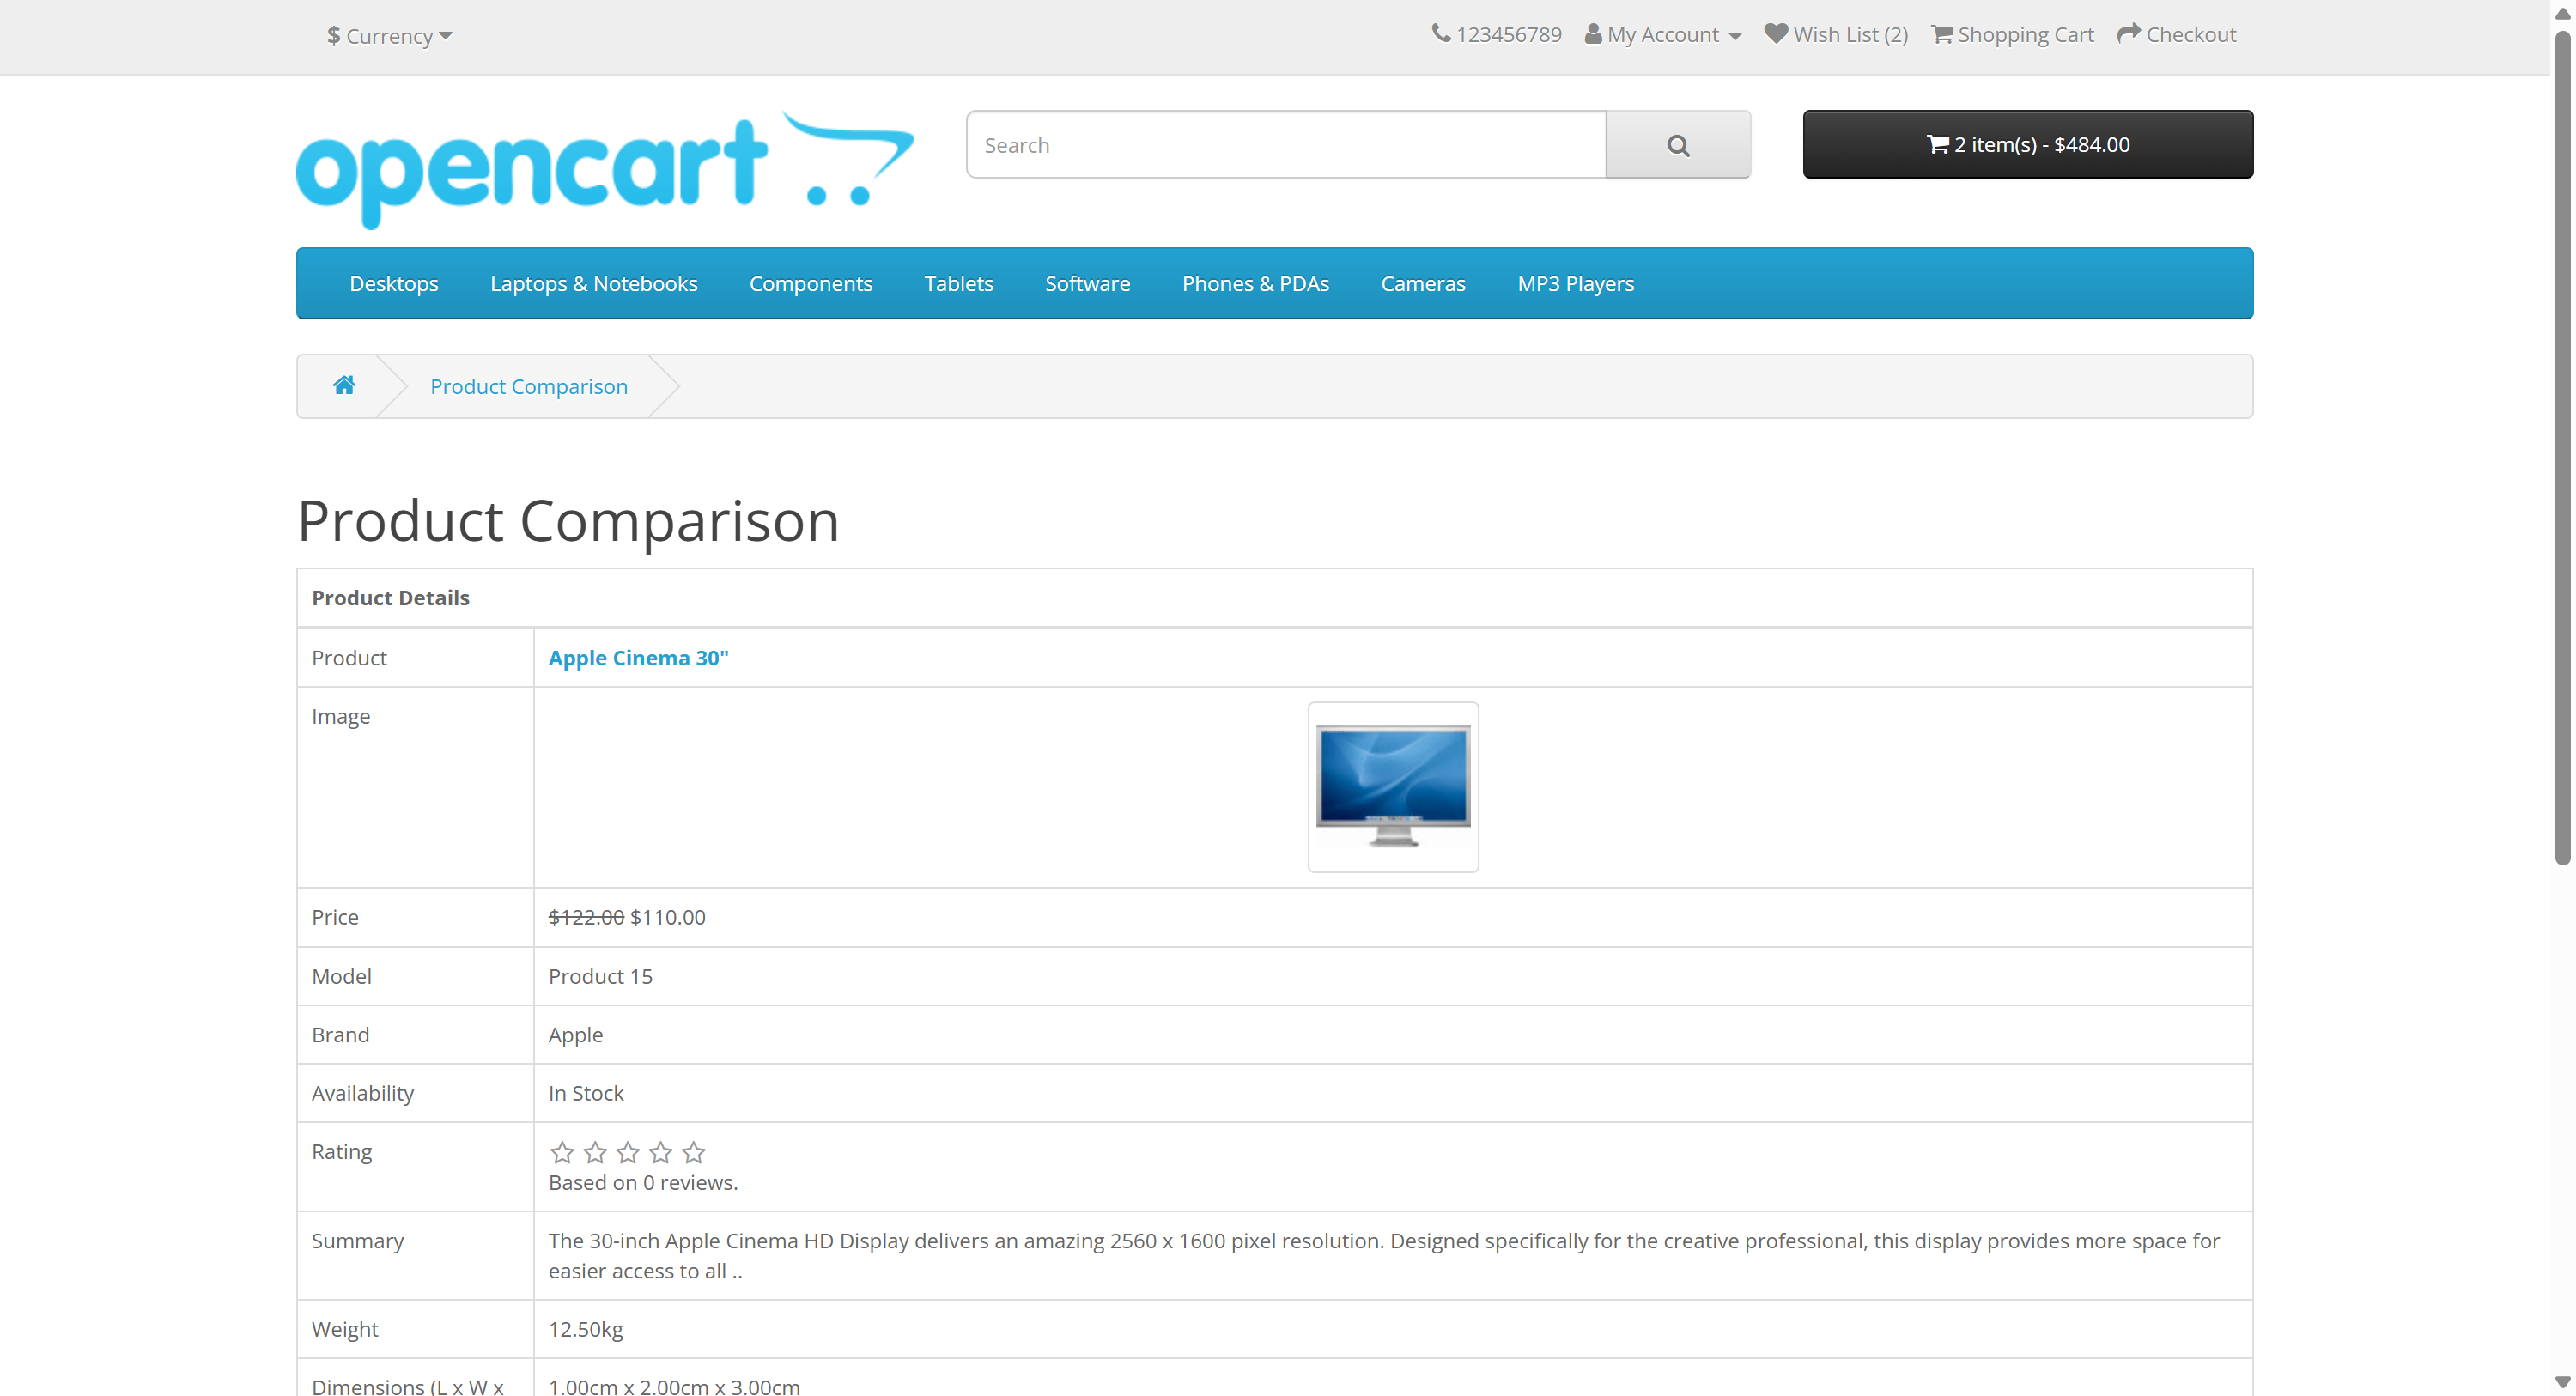 $ Currency
123456789 My Account Wish List (2) Shopping Cart Checkout
opencart
Search
2 item(s) - $484.00
Desktops Laptops & Notebooks Components Tablets Software Phones & PDAs Cameras MP3 Players
Product Comparison
Product Comparison
Product Details
Product Apple Cinema 30"
Image
Price $122.00 $110.00
Model Product 15
Brand Apple
Availability In Stock
Rating
Based on 0 reviews.
Summary The 30-inch Apple Cinema HD Display delivers an amazing 2560 x 1600 pixel resolution. Designed specifically for the creative professional, this display provides more space for
easier access to all ..
Weight 12.50kg
Dimensions (L x W x 1.00cm x 2.00cm x 3.00cm